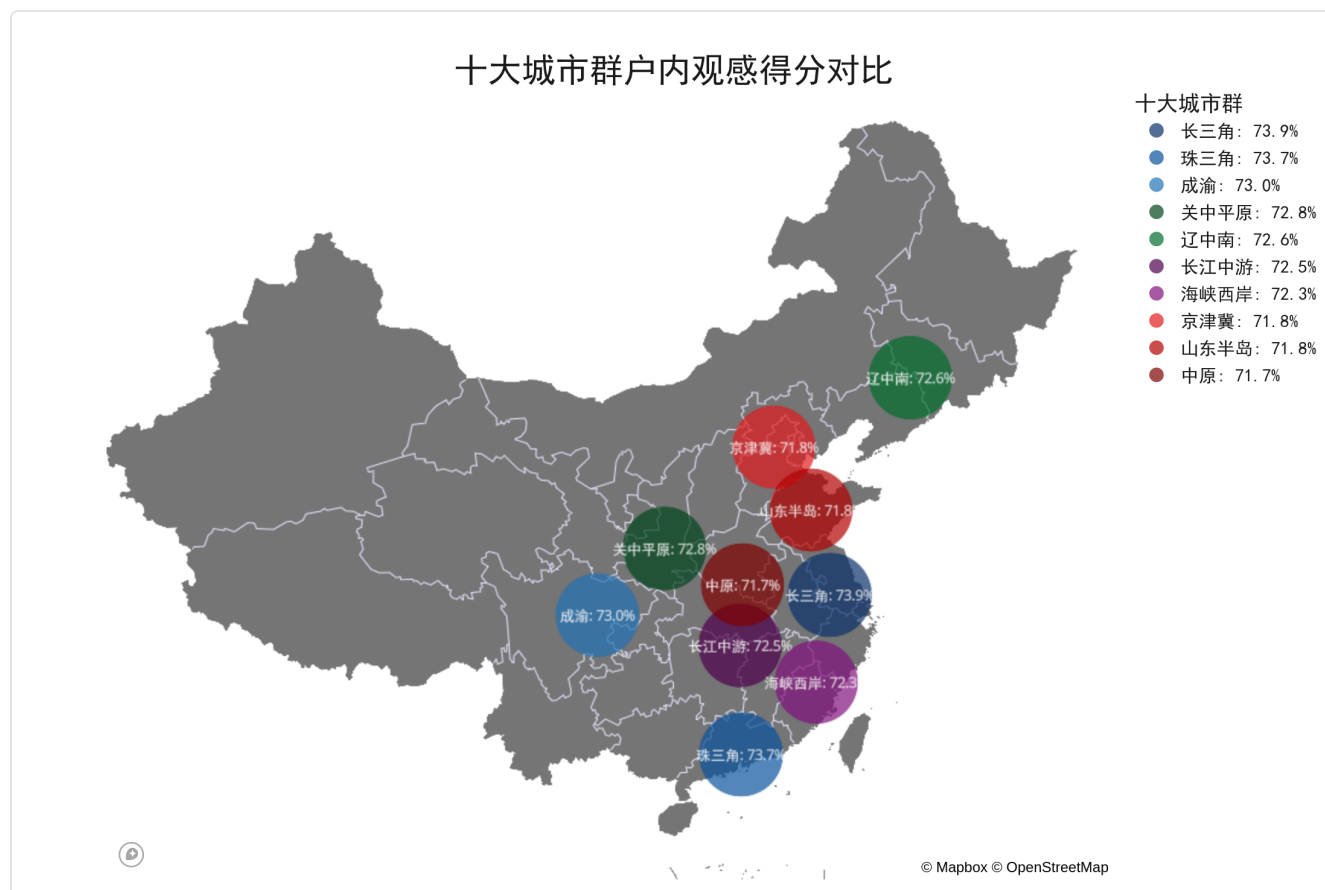 十大城市群户内观感得分对比
十大城市群
长三角: 73.9%
珠三角: 73.7%
成渝: 73.0%
关中平原: 72.8%
辽中南: 72.6%
长江中游: 72.5%
海峡西岸: 72.3%
京津冀: 71.8%
山东半岛: 71.8%
中原: 71.7%
辽中南: 72.6%
京津冀: 71.8%
山东半岛: 71.8
关中平原: 72.8%
中原: 71.7%
长三角: 73.9%
成渝: 73.0%
长江中游: 72.5%
海峡西岸: 72.3
珠三角: 73.7%
© Mapbox © OpenStreetMap